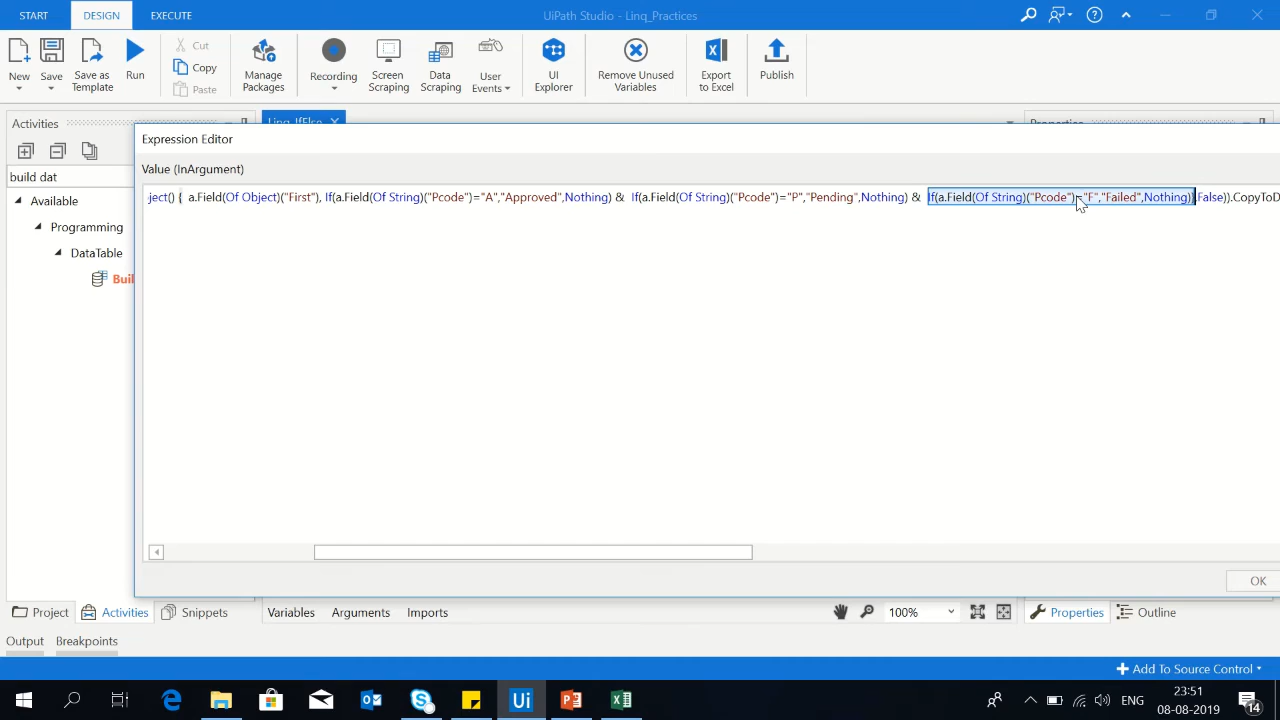 START
DESIGN
EXECUTE
UiPath Studio - Linq_Practices
New
Save
Save as Template
Run
Cut
Copy
Paste
Manage Packages
Recording
Screen Scraping
Data Scraping
User Events
UI Explorer
Remove Unused Variables
Export to Excel
Publish
Activities
Linq_IfElse
Properties
Expression Editor
Value (InArgument)
build dat
Available
Programming
DataTable
Buil
ject() { a.Field(Of Object)("First"), If(a.Field(Of String)("Pcode")="A","Approved",Nothing) & If(a.Field(Of String)("Pcode")="P","Pending",Nothing) & If(a.Field(Of String)("Pcode")="F","Failed",Nothing)},False)).CopyToD
OK
Project
Activities
Snippets
Variables
Arguments
Imports
100%
Properties
Outline
Output
Breakpoints
Add To Source Control
Ui
ENG
23:51
08-08-2019
14